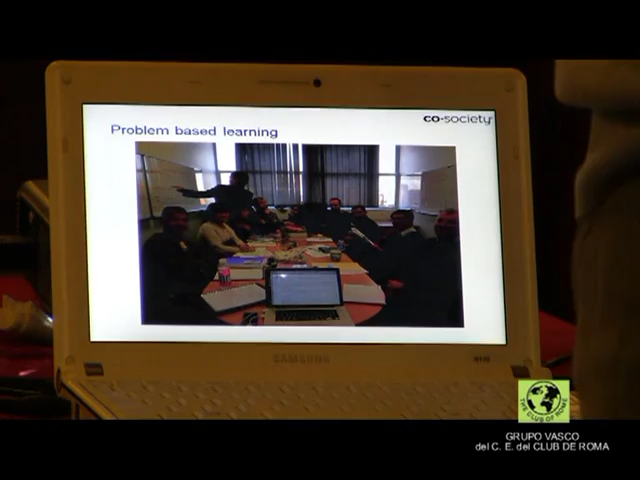 co-society
Problem based learning
SAMSUNG
THE CLUB OF ROME
GRUPO VASCO
del C. E. del CLUB DE ROMA